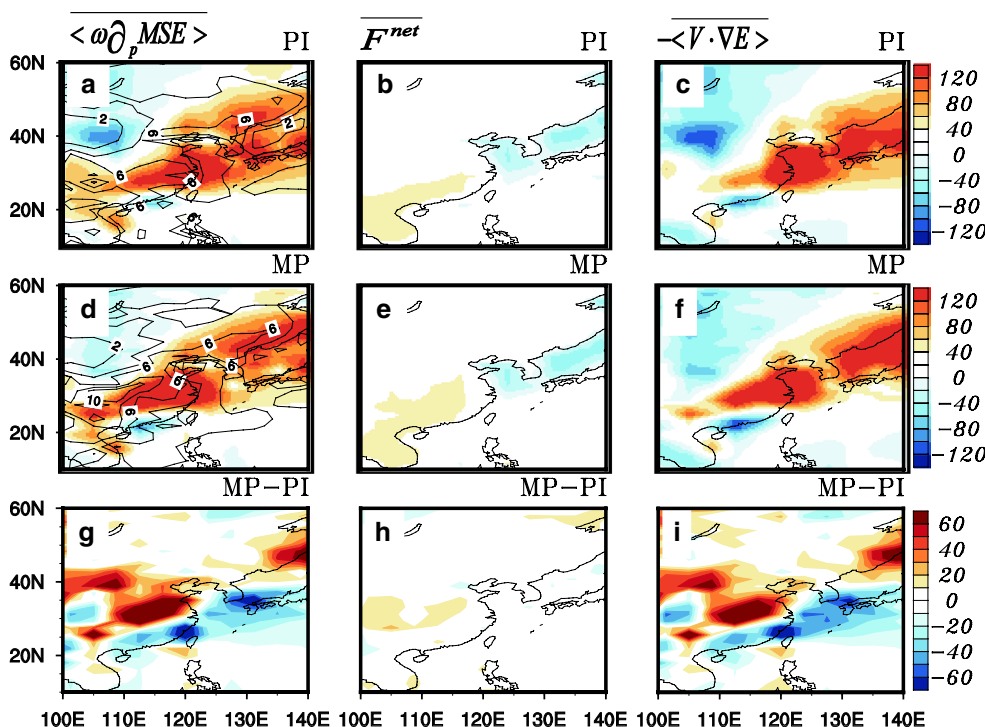 <ω∂pMSE> Fnet -<V·∇E>
PI PI PI
60N a b c 120
80
40
0
-40
-80
-120
40N
20N
2 6 6 2 6 8 6 6
MP MP MP
60N d e f 120
80
40
0
-40
-80
-120
40N
20N
2 6 6 6 6 6 10 6
MP-PI MP-PI MP-PI
60N g h i 60
40
20
0
-20
-40
-60
40N
20N
100E 110E 120E 130E 140E 100E 110E 120E 130E 140E 100E 110E 120E 130E 140E